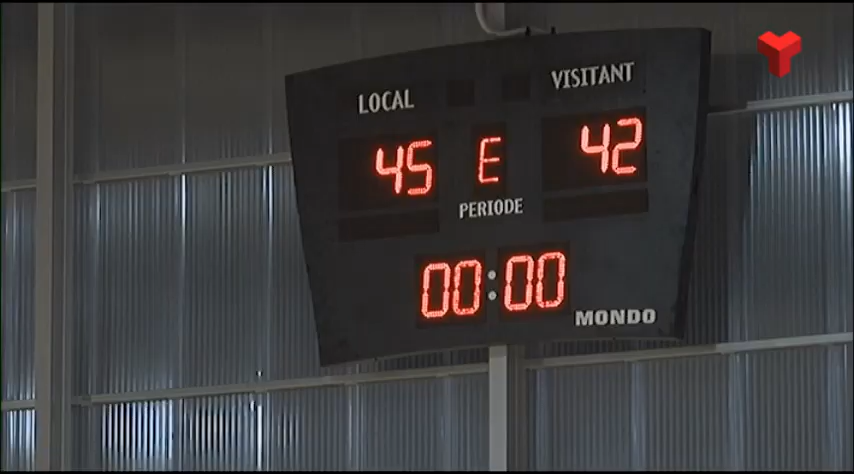 LOCAL VISITANT
45 E 42
PERIODE
00:00
MONDO